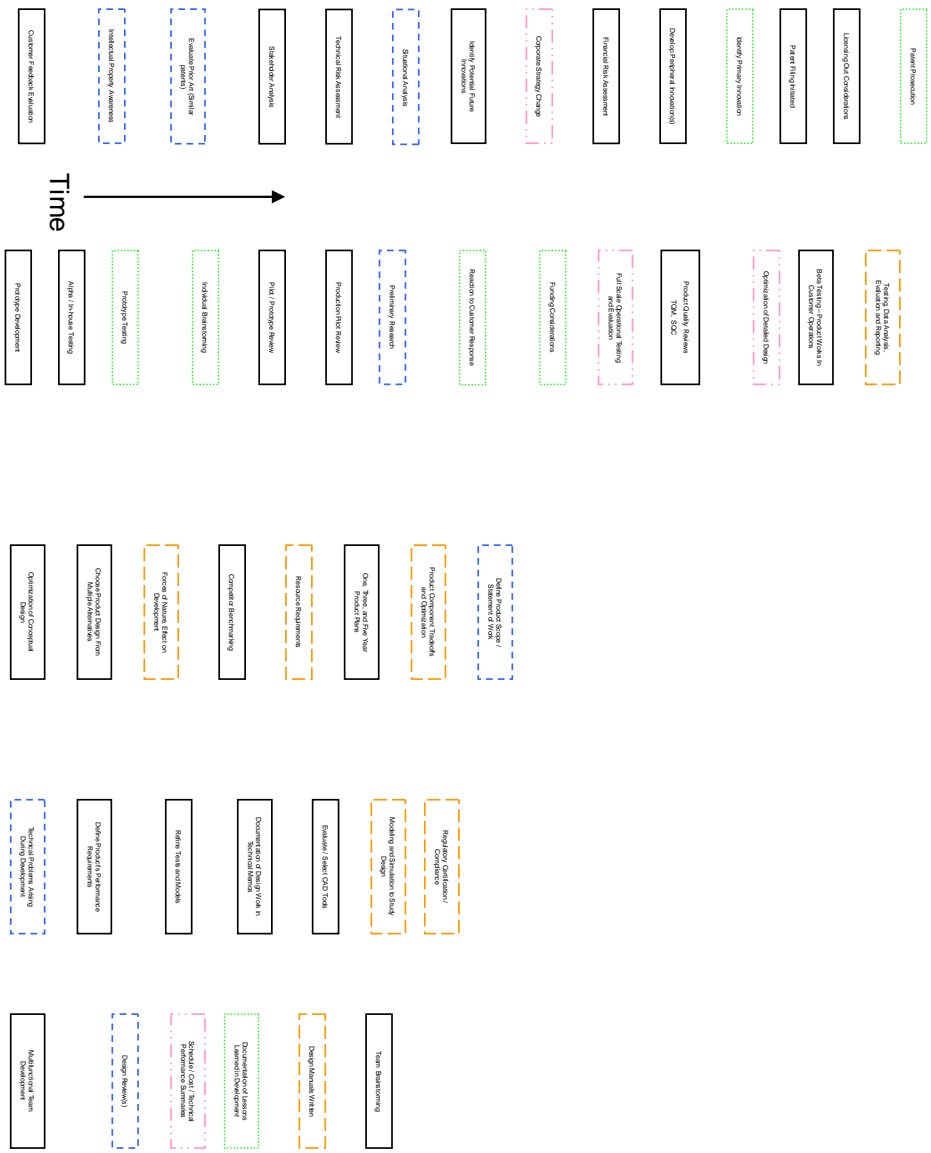 Customer Feedback Evaluation
Intellectual Property Awareness
Evaluate Prior Art (Similar
patents)
Stakeholder Analysis
Technical Risk Assessment
Situational Analysis
Identify Potential Future
Innovations
Corporate Strategy Change
Financial Risk Assessment
Develop Peripheral Innovation(s)
Identify Primary Innovation
Patent Filing Initiated
Licensing Out Considerations
Patent Prosecution
Time
Prototype Development
Alpha / In-house Testing
Prototype Testing
Individual Brainstorming
Pilot / Prototype Review
Production Pilot Review
Preliminary Research
Reaction to Customer Response
Funding Considerations
Full Scale Operational Testing
and Evaluation
Product Quality Reviews
TQM, SQC
Optimization of Detailed Design
Beta Testing – Product Works In
Customer Operations
Testing, Data Analysis,
Evaluation and Reporting
Optimization of Conceptual
Design
Choose Product Design From
Multiple Alternatives
Forces of Nature, Effect on
Development
Competitor Benchmarking
Resource Requirements
One, Three, and Five Year
Product Plans
Product Component Tradeoffs
and Optimization
Define Product Scope /
Statement of Work
Technical Problems Arising
During Development
Define Product's Performance
Requirements
Refine Tests and Models
Documentation of Design Work in
Technical Memos
Evaluate / Select CAD Tools
Modeling and Simulation to Study
Design
Regulatory Certification /
Compliance
Multifunctional Team
Development
Design Review(s)
Schedule / Cost / Technical
Performance Summaries
Documentation of Lessons
Learned in Development
Design Manuals Written
Team Brainstorming